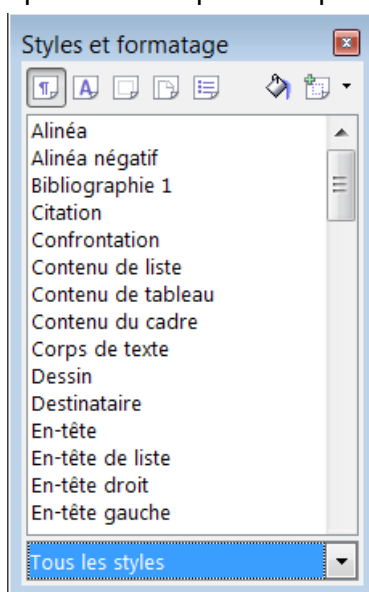 Styles et formatage
Alinéa
Alinéa négatif
Bibliographie 1
Citation
Confrontation
Contenu de liste
Contenu de tableau
Contenu du cadre
Corps de texte
Dessin
Destinataire
En-tête
En-tête de liste
En-tête droit
En-tête gauche
Tous les styles